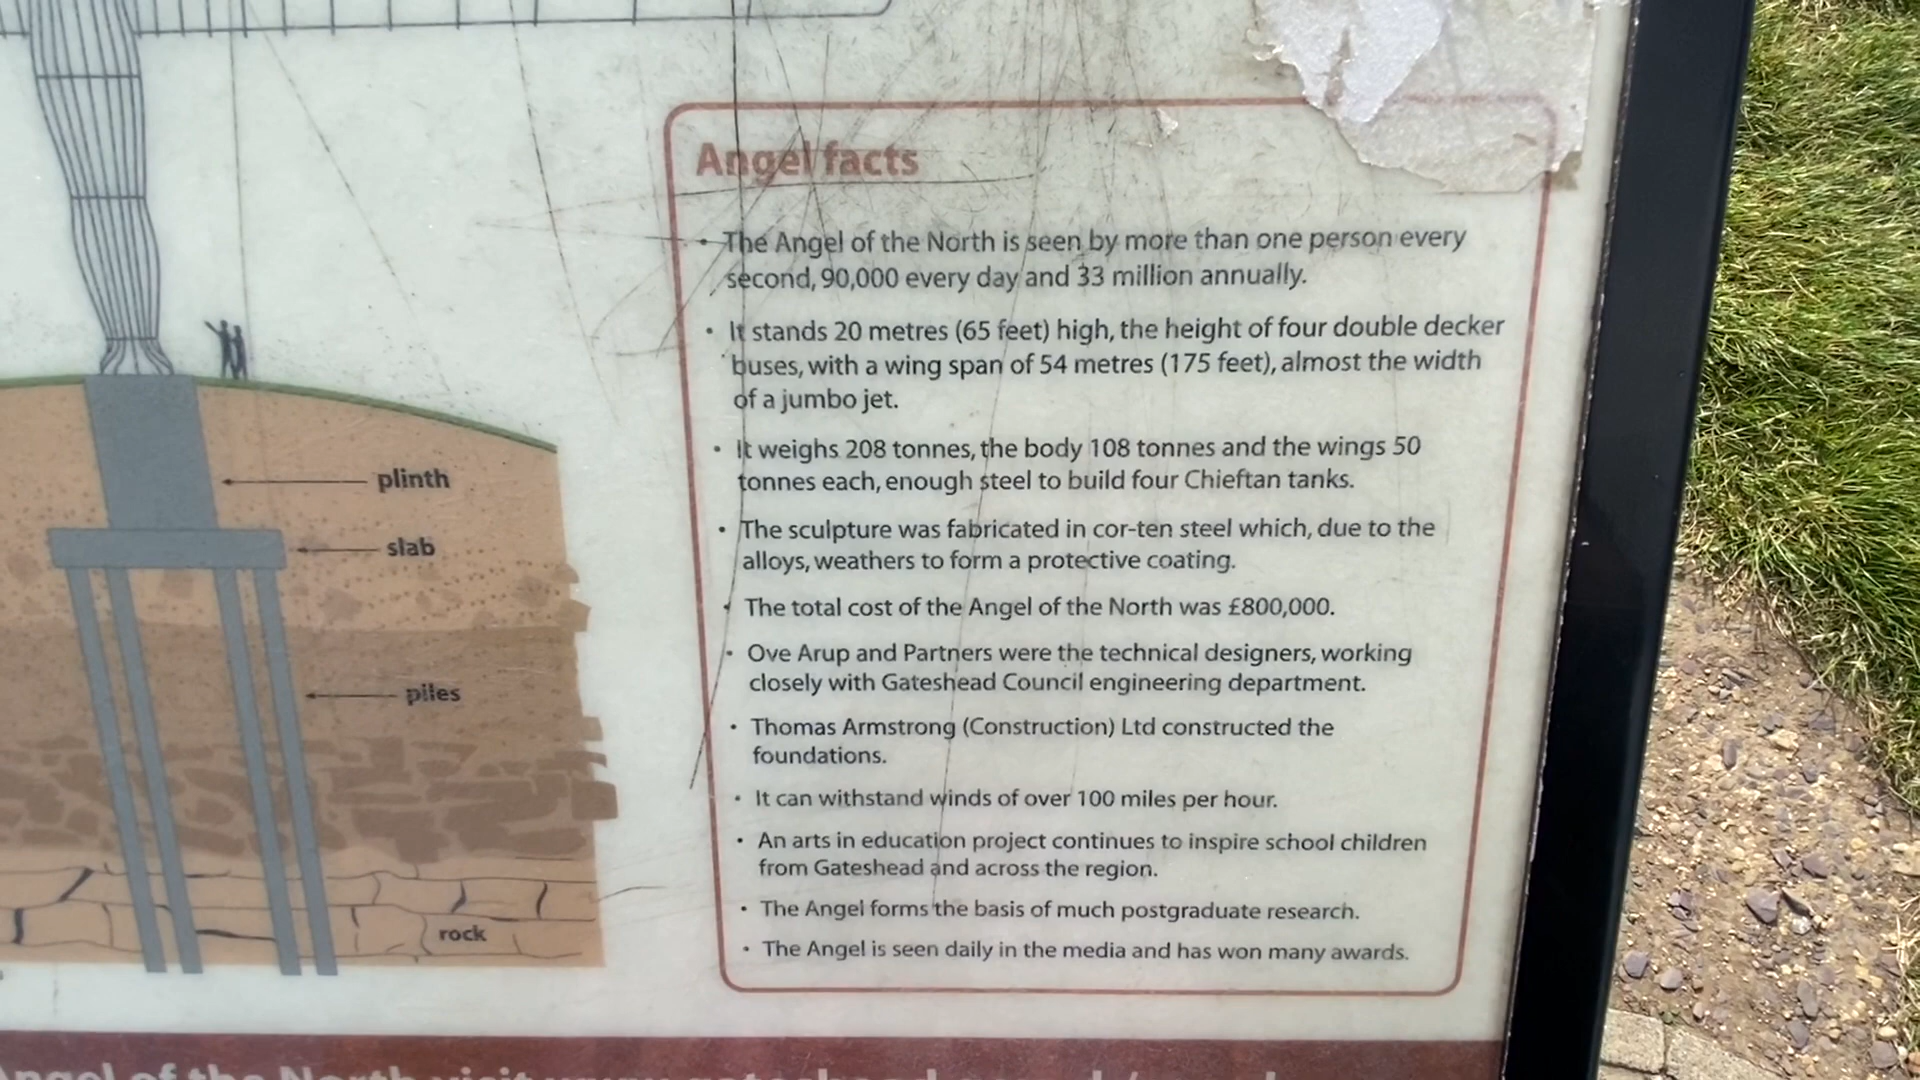 Angel facts
• The Angel of the North is seen by more than one person every
second, 90,000 every day and 33 million annually.
• It stands 20 metres (65 feet) high, the height of four double decker
buses, with a wing span of 54 metres (175 feet), almost the width
of a jumbo jet.
• It weighs 208 tonnes, the body 108 tonnes and the wings 50
tonnes each, enough steel to build four Chieftan tanks.
• The sculpture was fabricated in cor-ten steel which, due to the
alloys, weathers to form a protective coating.
• The total cost of the Angel of the North was £800,000.
• Ove Arup and Partners were the technical designers, working
closely with Gateshead Council engineering department.
• Thomas Armstrong (Construction) Ltd constructed the
foundations.
• It can withstand winds of over 100 miles per hour.
• An arts in education project continues to inspire school children
from Gateshead and across the region.
• The Angel forms the basis of much postgraduate research.
• The Angel is seen daily in the media and has won many awards.
plinth
slab
piles
rock
Angel of the North visit